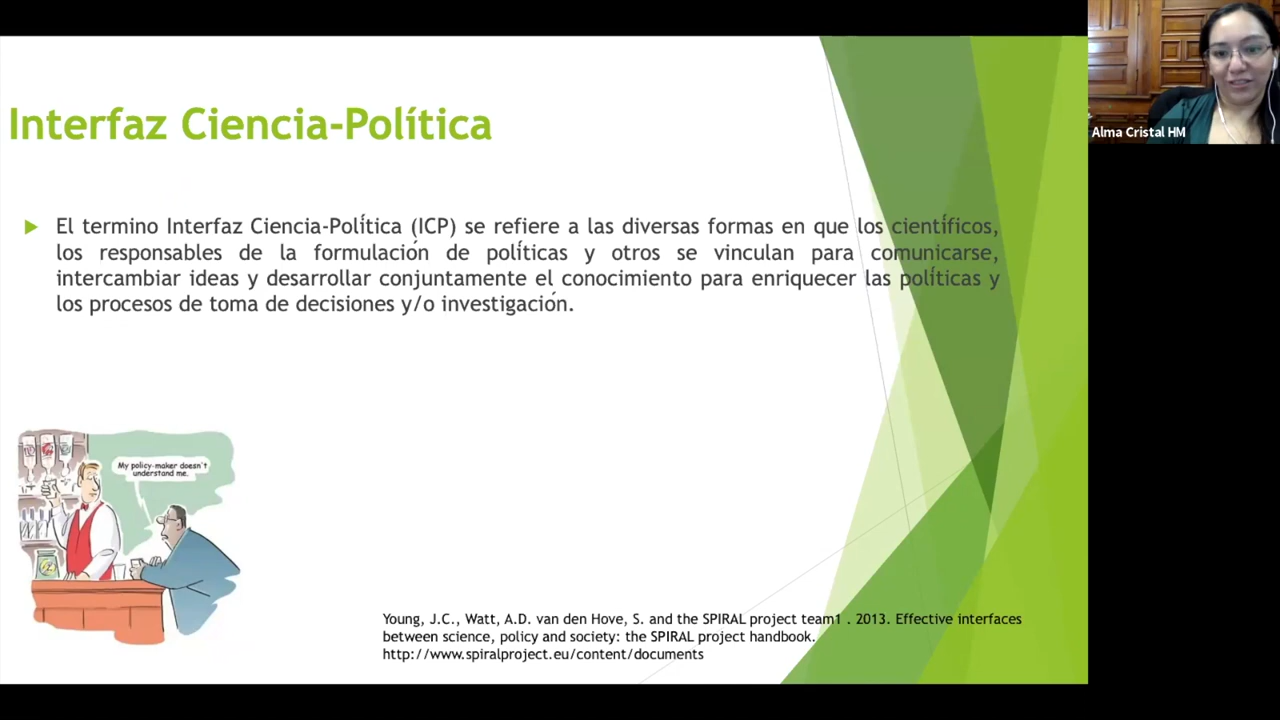 Interfaz Ciencia-Política
El termino Interfaz Ciencia-Política (ICP) se refiere a las diversas formas en que los científicos,
los responsables de la formulación de políticas y otros se vinculan para comunicarse,
intercambiar ideas y desarrollar conjuntamente el conocimiento para enriquecer las políticas y
los procesos de toma de decisiones y/o investigación.
My policy-maker doesn't
understand me.
Young, J.C., Watt, A.D. van den Hove, S. and the SPIRAL project team1 . 2013. Effective interfaces
between science, policy and society: the SPIRAL project handbook.
http://www.spiralproject.eu/content/documents
Alma Cristal HM